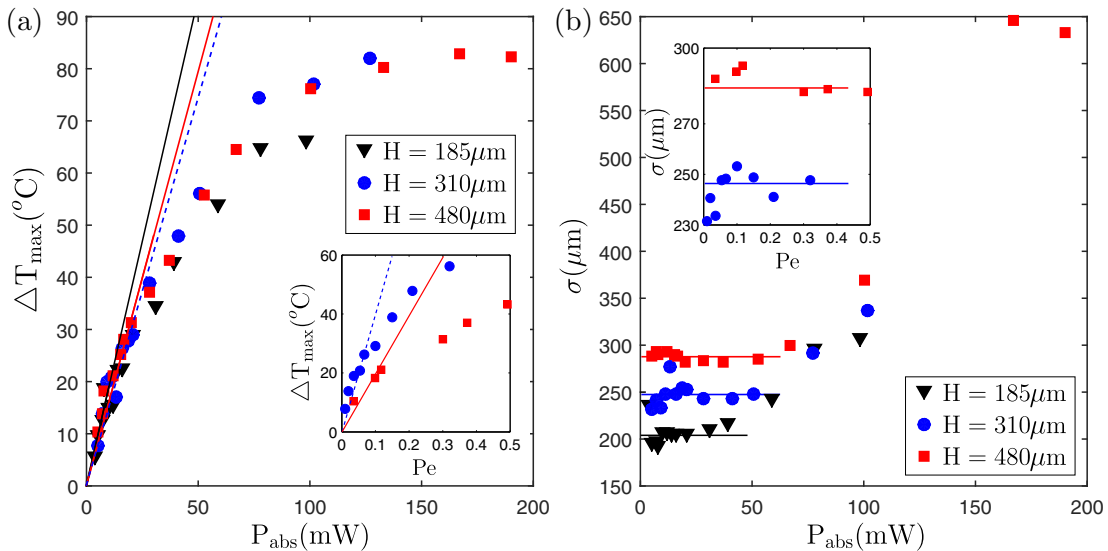 (a)
90
80
70
60
50
40
30
20
10
0
△T_max(°C)
0 50 100 150 200
P_abs(mW)
H = 185μm
H = 310μm
H = 480μm
60
40
20
0
△T_max(°C)
0 0.1 0.2 0.3 0.4 0.5
Pe
(b)
650
600
550
500
450
400
350
300
250
200
150
σ(μm)
0 50 100 150 200
P_abs(mW)
300
270
250
230
σ(μm)
0 0.1 0.2 0.3 0.4 0.5
Pe
H = 185μm
H = 310μm
H = 480μm